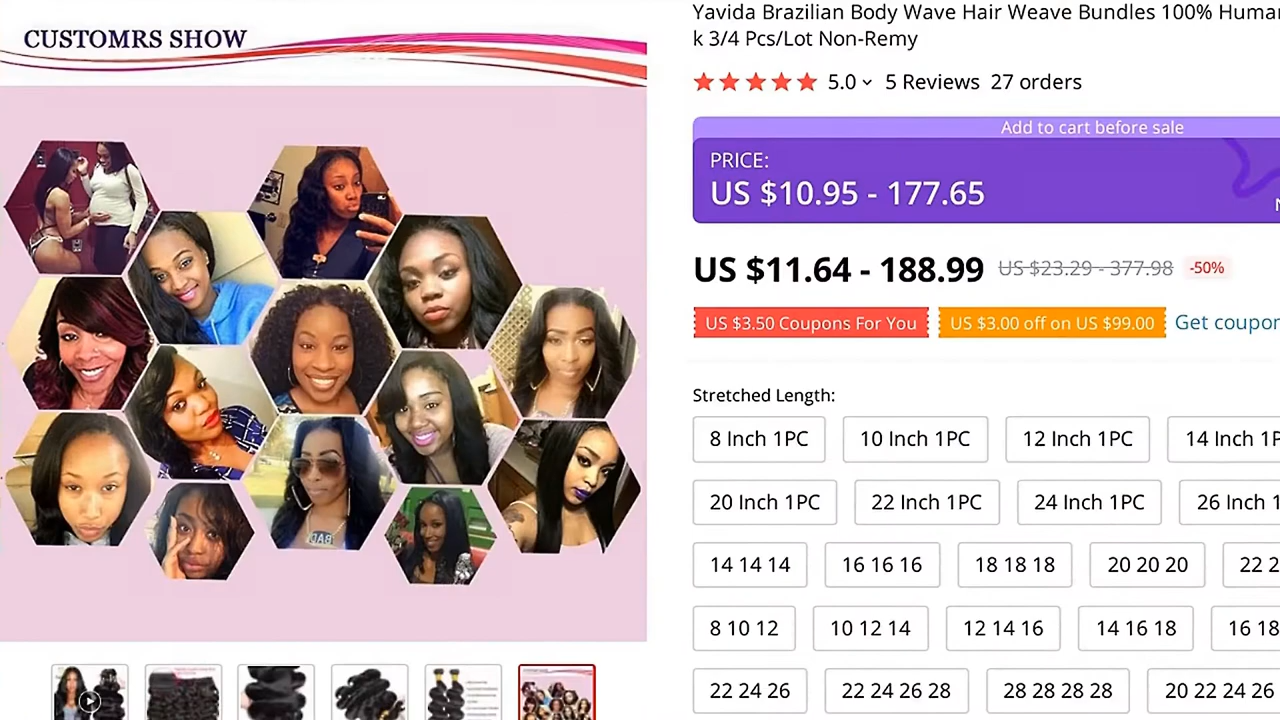 CUSTOMRS SHOW
Yavida Brazilian Body Wave Hair Weave Bundles 100% Human
k 3/4 Pcs/Lot Non-Remy
5.0 5 Reviews 27 orders
Add to cart before sale
PRICE:
US $10.95 - 177.65
N
US $11.64 - 188.99 US $23.29 - 377.98 -50%
US $3.50 Coupons For You US $3.00 off on US $99.00 Get coupon
Stretched Length:
8 Inch 1PC 10 Inch 1PC 12 Inch 1PC 14 Inch 1P
20 Inch 1PC 22 Inch 1PC 24 Inch 1PC 26 Inch 1
14 14 14 16 16 16 18 18 18 20 20 20 22 2
8 10 12 10 12 14 12 14 16 14 16 18 16 18
22 24 26 22 24 26 28 28 28 28 28 20 22 24 26